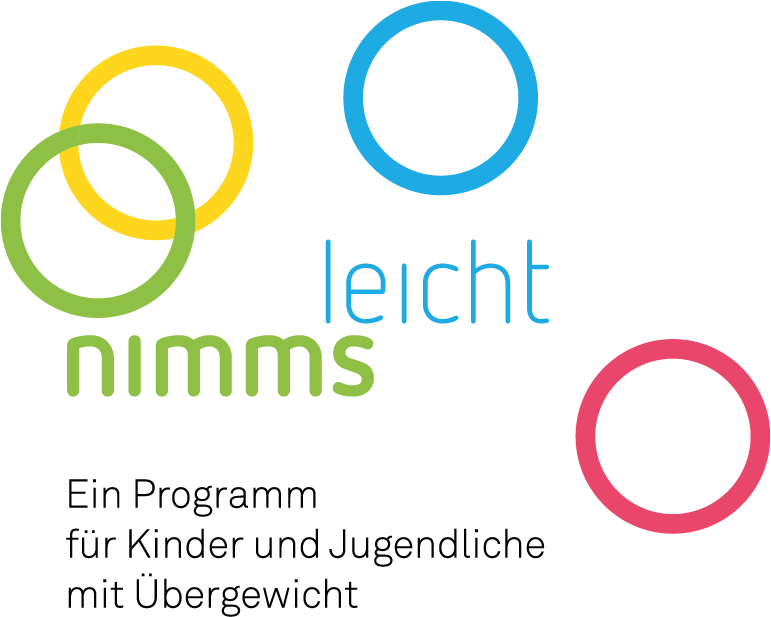 nimms
leicht
Ein Programm
für Kinder und Jugendliche
mit Übergewicht